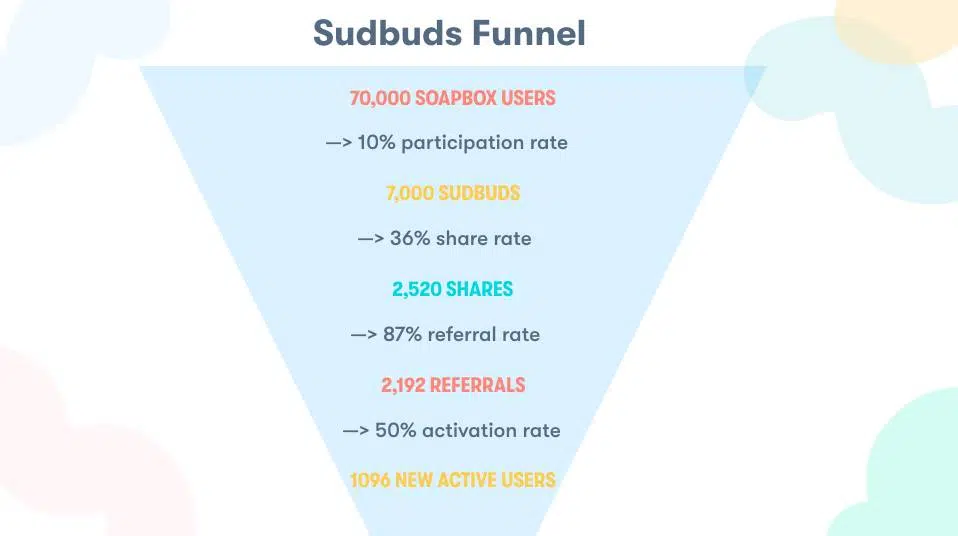 Sudbuds Funnel
70,000 SOAPBOX USERS
—> 10% participation rate
7,000 SUDBUDS
—> 36% share rate
2,520 SHARES
—> 87% referral rate
2,192 REFERRALS
—> 50% activation rate
1096 NEW ACTIVE USERS